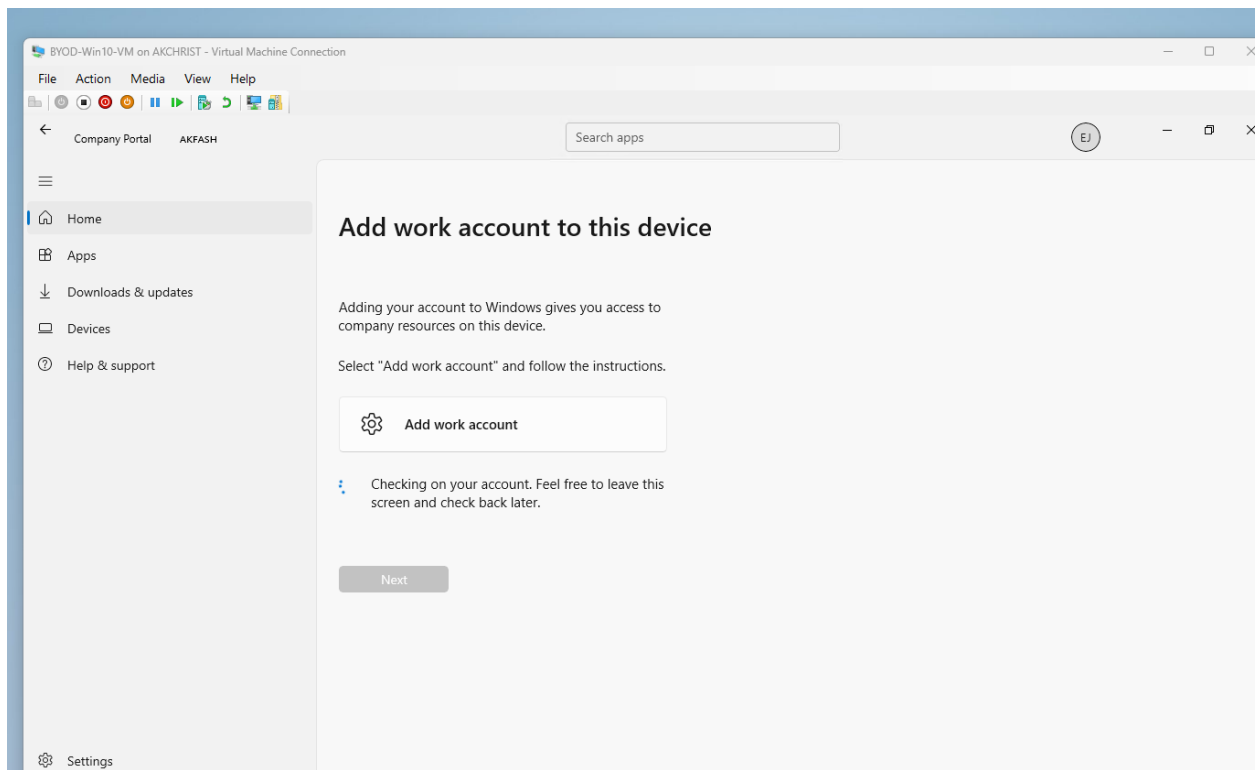 BYOD-Win10-VM on AKCHRIST - Virtual Machine Connection
File Action Media View Help
Company Portal AKFASH Search apps EJ
Home
Apps
Downloads & updates
Devices
Help & support
Settings
Add work account to this device
Adding your account to Windows gives you access to
company resources on this device.
Select "Add work account" and follow the instructions.
Add work account
Checking on your account. Feel free to leave this
screen and check back later.
Next